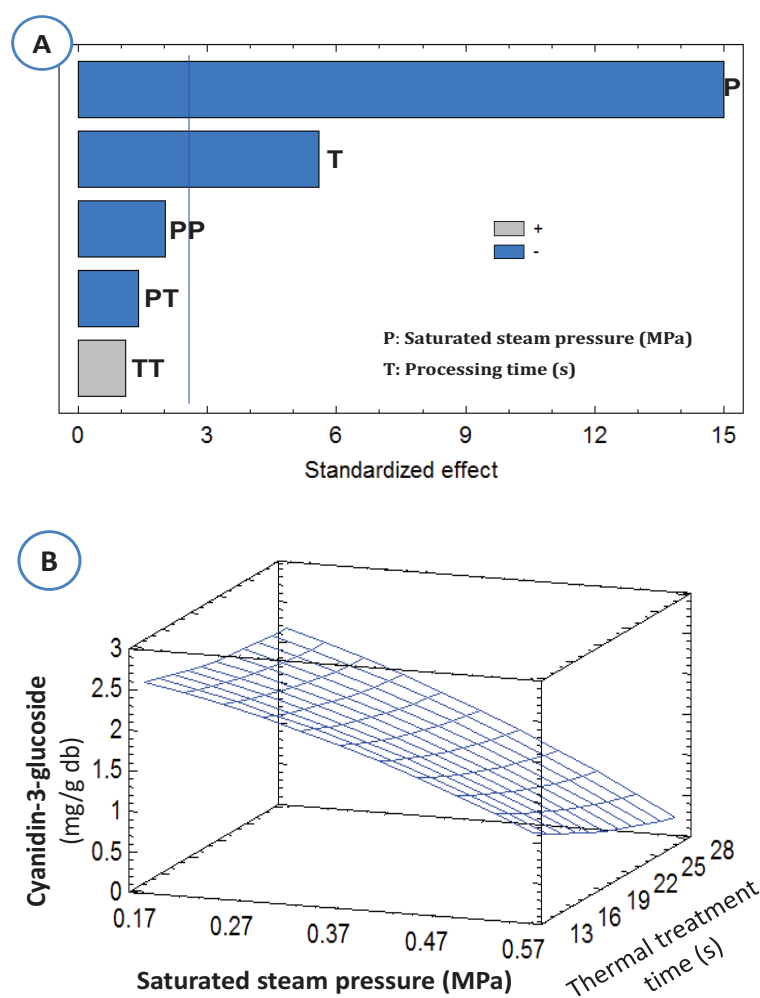 A
P
T
PP
+
-
PT
P: Saturated steam pressure (MPa)
TT
T: Processing time (s)
0 3 6 9 12 15
Standardized effect
B
3
2.5
2
1.5
1
0.5
0
Cyanidin-3-glucoside
(mg/g db)
0.17 0.27 0.37 0.47 0.57
13 16 19 22 25 28
Saturated steam pressure (MPa)
Thermal treatment
time (s)